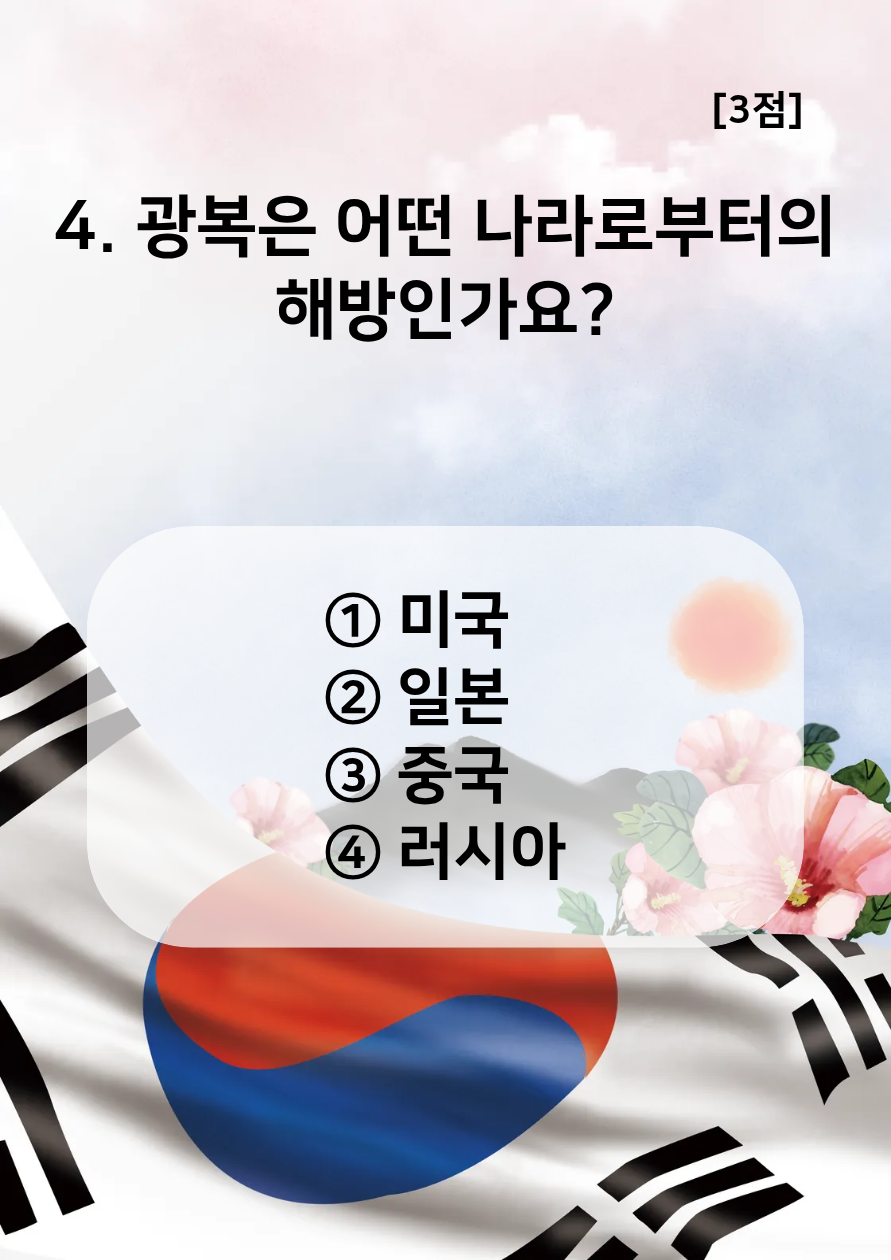 [3점]
4. 광복은 어떤 나라로부터의
해방인가요?
① 미국
② 일본
③ 중국
④ 러시아